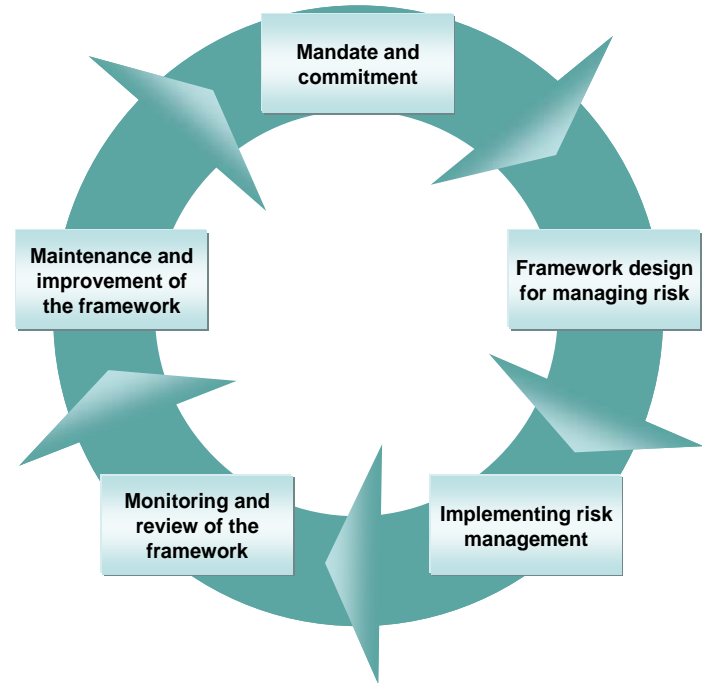 Mandate and
commitment
Framework design
for managing risk
Implementing risk
management
Monitoring and
review of the
framework
Maintenance and
improvement of
the framework